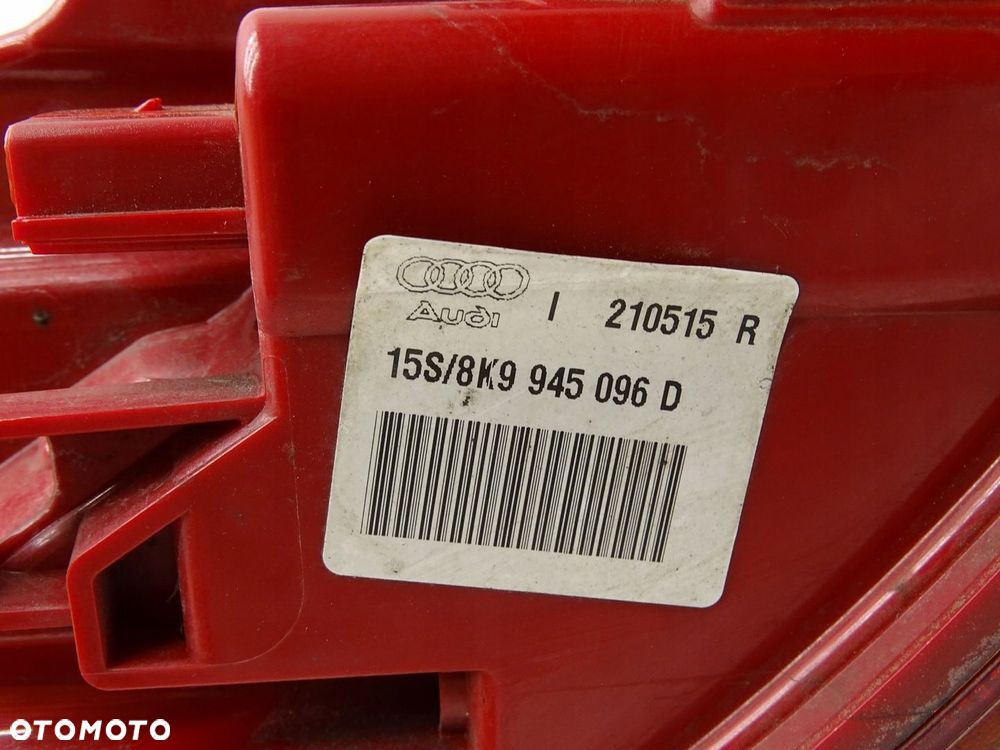 Audi I 210515 R
15S/8K9 945 096 D
OTOMOTO